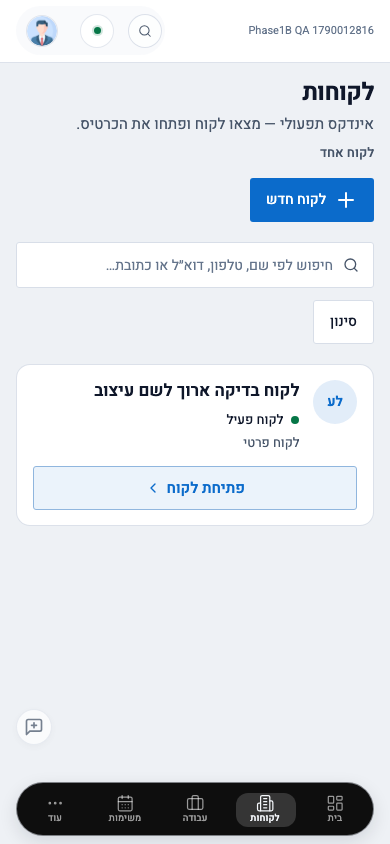 Phase1B QA 1790012816
לקוחות
אינדקס תפעולי — מצאו לקוח ופתחו את הכרטיס.
לקוח אחד
לקוח חדש
חיפוש לפי שם, טלפון, דוא״ל או כתובת...
סינון
לע
לקוח בדיקה ארוך לשם עיצוב
לקוח פעיל
לקוח פרטי
פתיחת לקוח
בית
לקוחות
עבודה
משימות
עוד